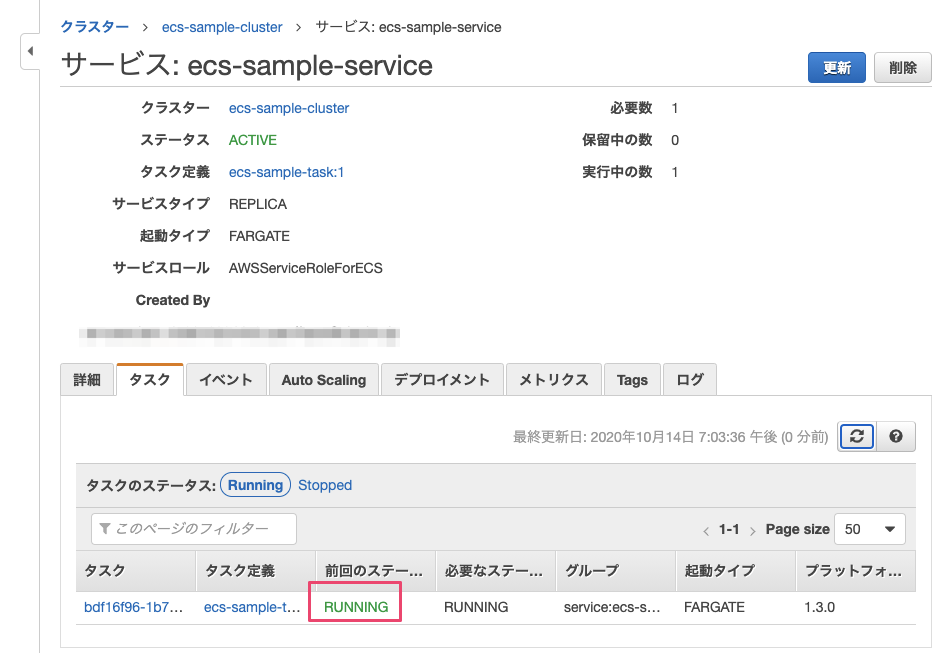 クラスター > ecs-sample-cluster > サービス: ecs-sample-service
サービス: ecs-sample-service
更新 削除
クラスター ecs-sample-cluster 必要数 1
ステータス ACTIVE 保留中の数 0
タスク定義 ecs-sample-task:1 実行中の数 1
サービスタイプ REPLICA
起動タイプ FARGATE
サービスロール AWSServiceRoleForECS
Created By
詳細 タスク イベント Auto Scaling デプロイメント メトリクス Tags ログ
最終更新日: 2020年10月14日 7:03:36 午後 (0 分前)
タスクのステータス: Running Stopped
このページのフィルター < 1-1 > Page size 50
タスク タスク定義 前回のステー... 必要なステー... グループ 起動タイプ プラットフォ...
bdf16f96-1b7... ecs-sample-t... RUNNING RUNNING service:ecs-s... FARGATE 1.3.0